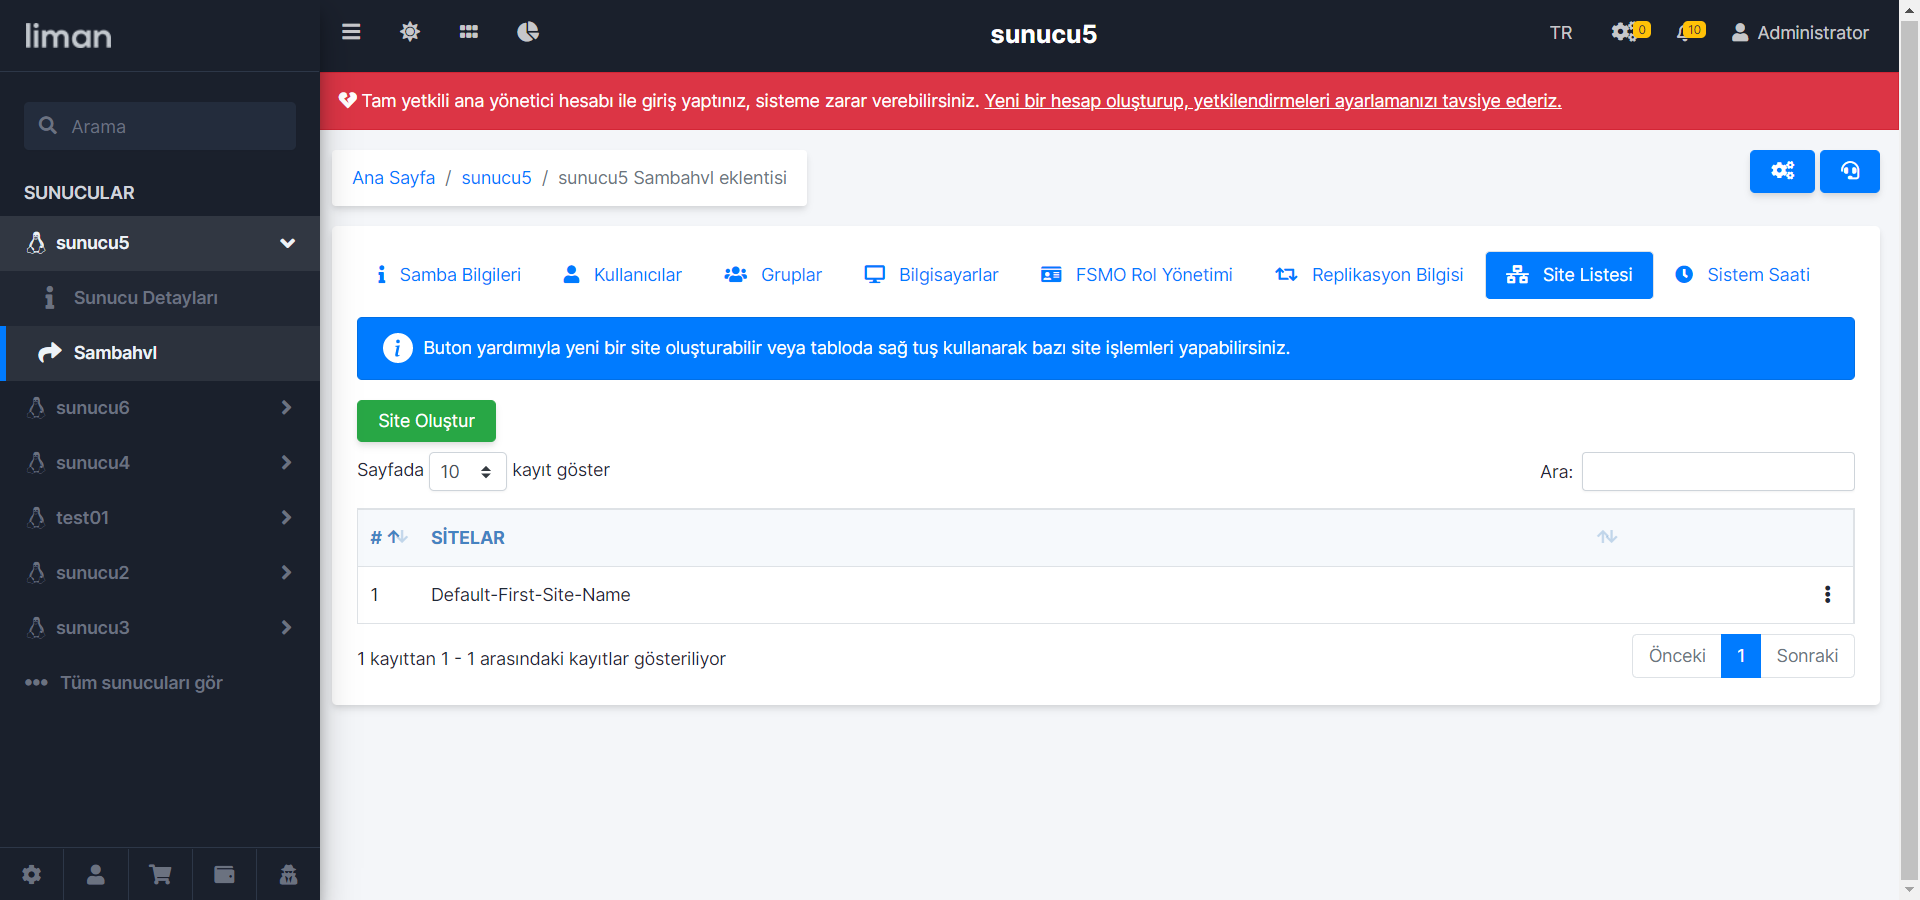 liman
sunucu5
TR
0
10
Administrator
Arama
Tam yetkili ana yönetici hesabı ile giriş yaptınız, sisteme zarar verebilirsiniz. Yeni bir hesap oluşturup, yetkilendirmeleri ayarlamanızı tavsiye ederiz.
SUNUCULAR
sunucu5
Sunucu Detayları
Sambahvl
sunucu6
sunucu4
test01
sunucu2
sunucu3
Tüm sunucuları gör
Ana Sayfa / sunucu5 / sunucu5 Sambahvl eklentisi
Samba Bilgileri
Kullanıcılar
Gruplar
Bilgisayarlar
FSMO Rol Yönetimi
Replikasyon Bilgisi
Site Listesi
Sistem Saati
Buton yardımıyla yeni bir site oluşturabilir veya tabloda sağ tuş kullanarak bazı site işlemleri yapabilirsiniz.
Site Oluştur
Sayfada 10 kayıt göster
Ara:
# SİTELAR
1 Default-First-Site-Name
1 kayıttan 1 - 1 arasındaki kayıtlar gösteriliyor
Önceki 1 Sonraki